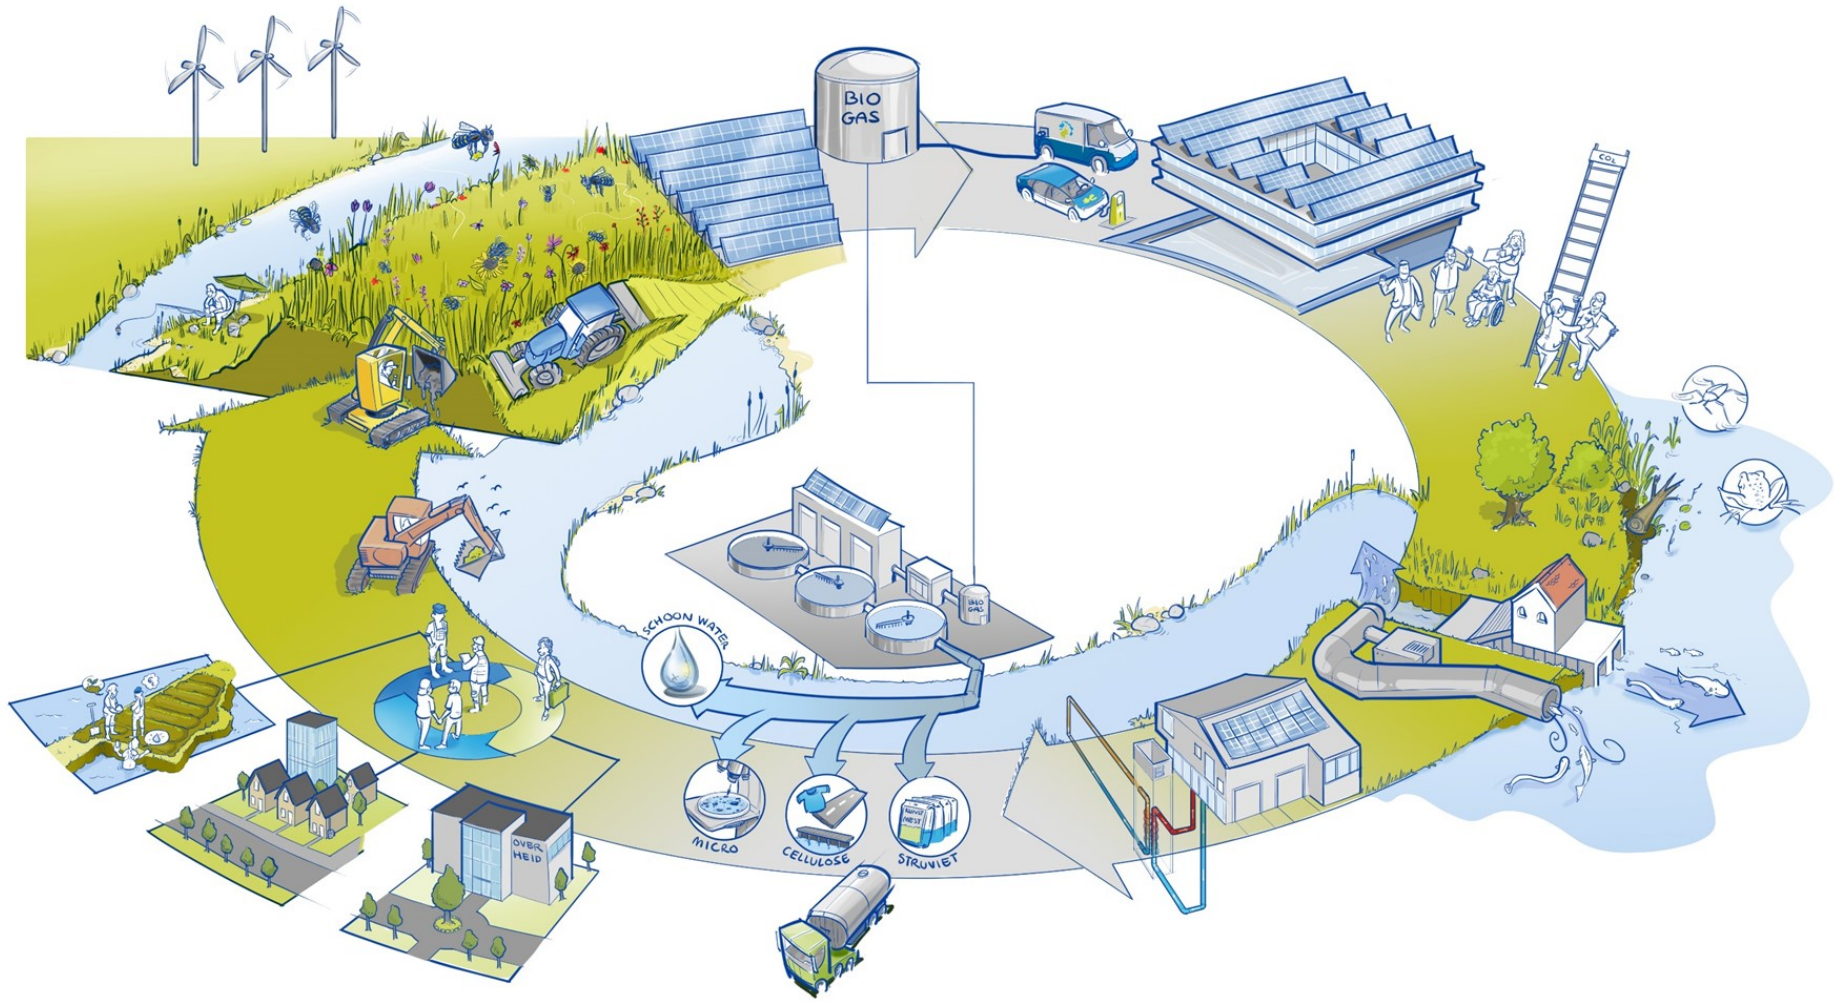 BIO
GAS
CO2
BIO
GAS
SCHOON WATER
MICRO
CELLULOSE
STRUVIET
OVER
HEID